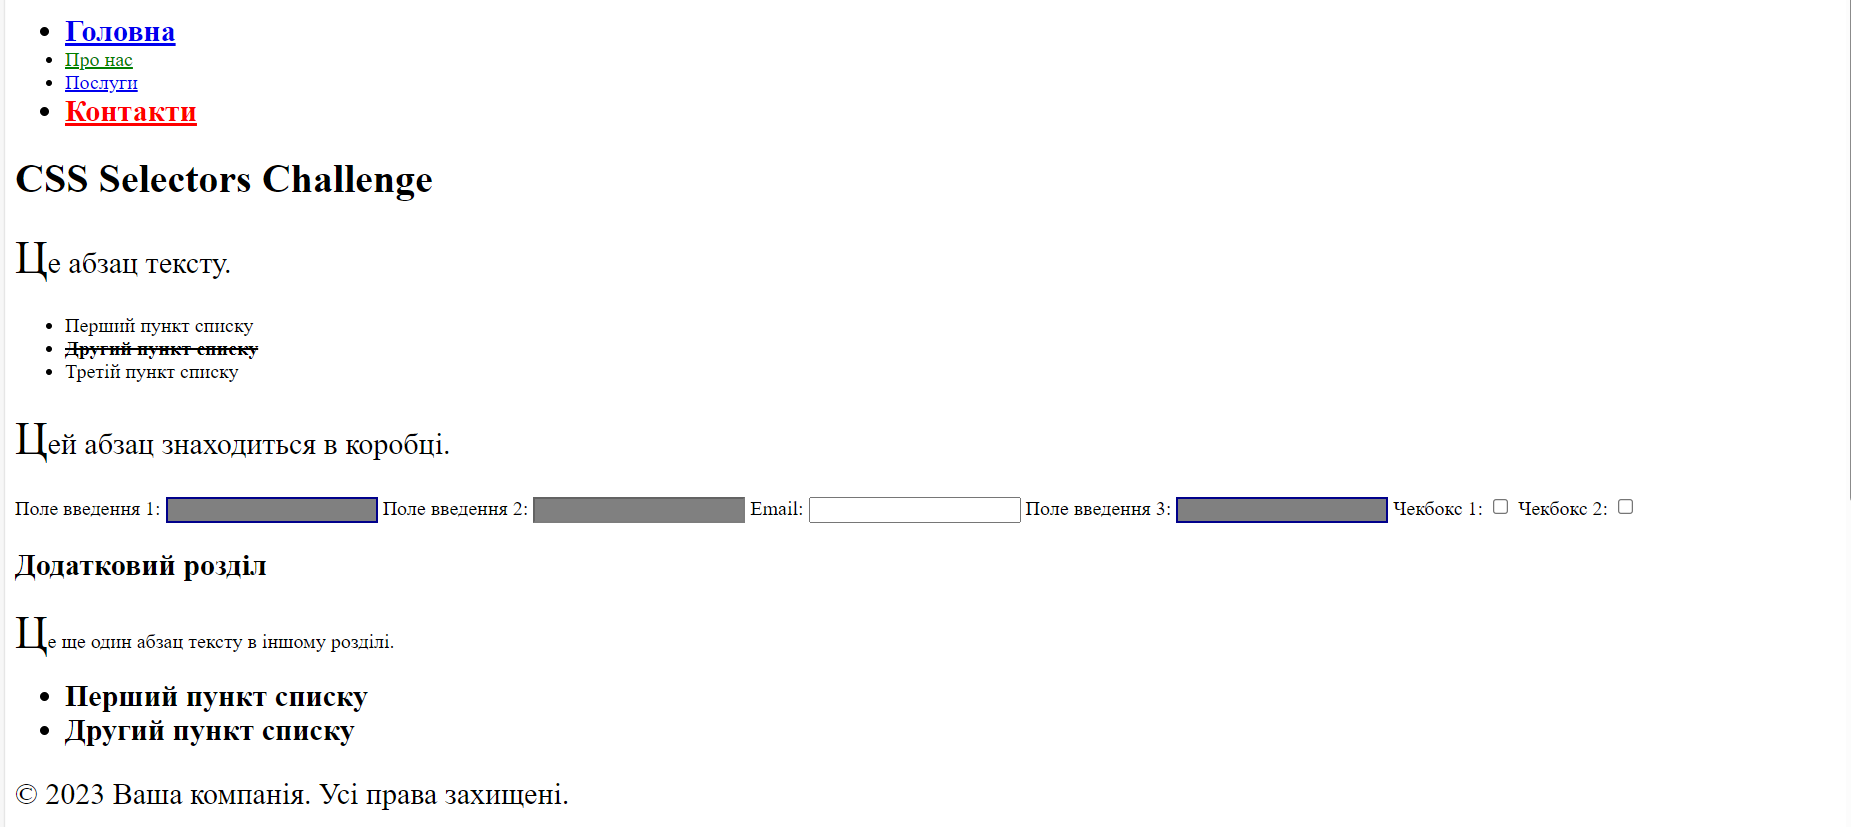 Головна
Про нас
Послуги
Контакти
CSS Selectors Challenge
Це абзац тексту.
Перший пункт списку
Другий пункт списку
Третій пункт списку
Цей абзац знаходиться в коробці.
Поле введення 1: Поле введення 2: Email: Поле введення 3: Чекбокс 1: Чекбокс 2:
Додатковий розділ
Це ще один абзац тексту в іншому розділі.
Перший пункт списку
Другий пункт списку
© 2023 Ваша компанія. Усі права захищені.